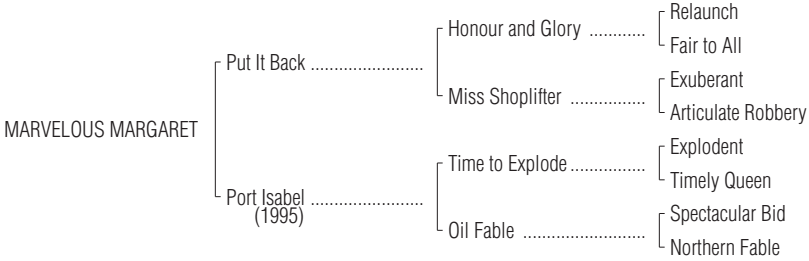 Relaunch
Honour and Glory ............
Fair to All
Put It Back .......................
Exuberant
Miss Shoplifter ................
Articulate Robbery
MARVELOUS MARGARET
Explodent
Time to Explode................
Timely Queen
Port Isabel .......................
(1995)
Spectacular Bid
Oil Fable .........................
Northern Fable